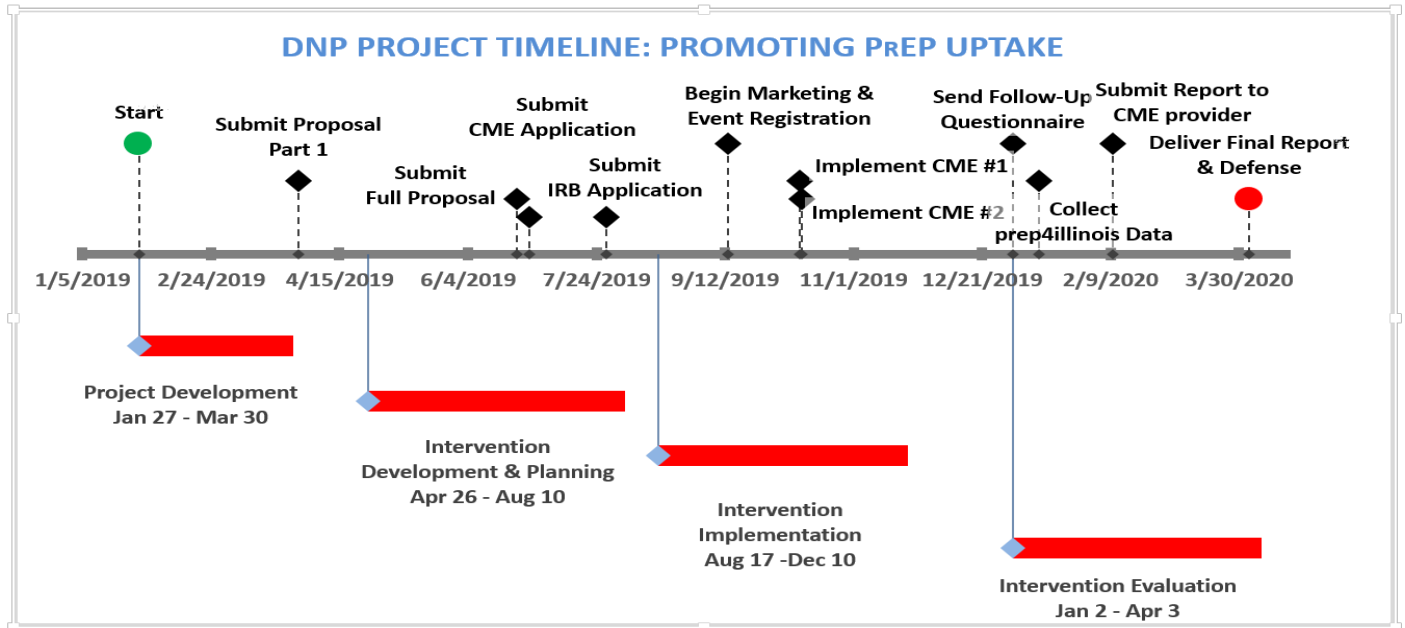 DNP PROJECT TIMELINE: PROMOTING PrEP UPTAKE
Start
Submit Proposal
Part 1
Submit
Full Proposal
Submit
CME Application
Submit
IRB Application
Begin Marketing &
Event Registration
Implement CME #1
Implement CME #2
Send Follow-Up
Questionnaire
Collect
prep4illinois Data
Submit Report to
CME provider
Deliver Final Report
& Defense
1/5/2019
2/24/2019
4/15/2019
6/4/2019
7/24/2019
9/12/2019
11/1/2019
12/21/2019
2/9/2020
3/30/2020
Project Development
Jan 27 - Mar 30
Intervention
Development & Planning
Apr 26 - Aug 10
Intervention
Implementation
Aug 17 -Dec 10
Intervention Evaluation
Jan 2 - Apr 3